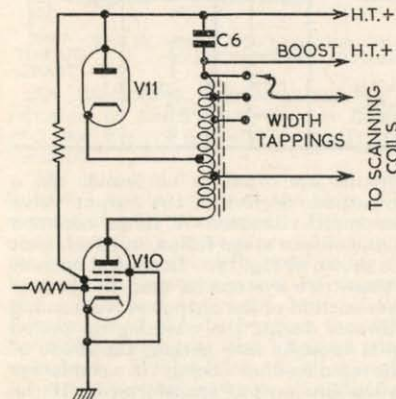 H.T.+
C6
BOOST H.T.+
V11
WIDTH
TAPPINGS
TO SCANNING
COILS
V10